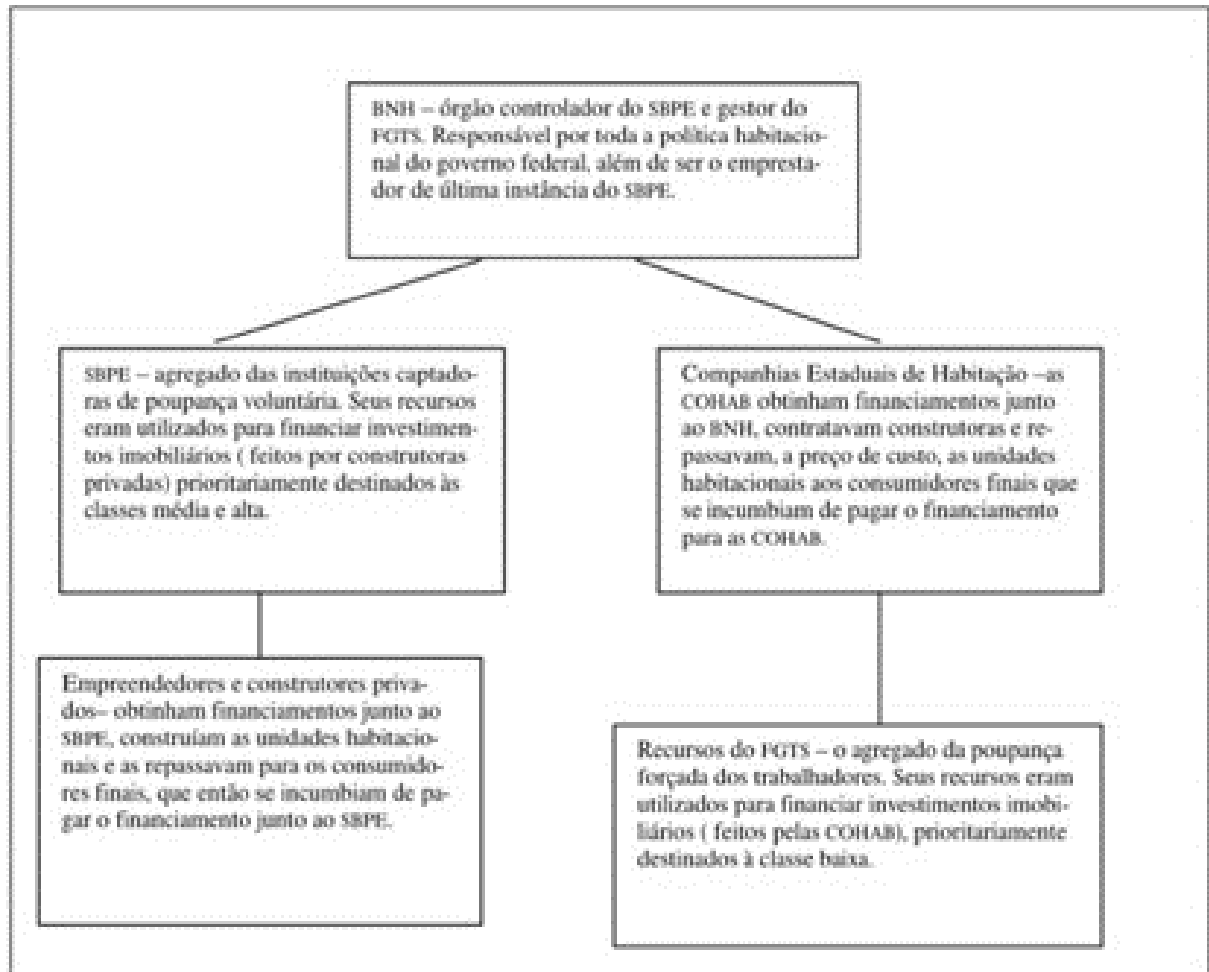 BNH – órgão controlador do SBPE e gestor do
FGTS. Responsável por toda a política habitacio-
nal do governo federal, além de ser o empresta-
dor de última instância do SBPE.
SBPE – agregado das instituições captado-
ras de poupança voluntária. Seus recursos
eram utilizados para financiar investimen-
tos imobiliários ( feitos por construtoras
privadas) prioritariamente destinados às
classes média e alta.
Companhias Estaduais de Habitação –as
COHAB obtinham financiamentos junto
ao BNH, contratavam construtoras e re-
passavam, a preço de custo, as unidades
habitacionais aos consumidores finais que
se incumbiam de pagar o financiamento
para as COHAB.
Empreendedores e construtores priva-
dos– obtinham financiamentos junto ao
SBPE, construíam as unidades habitacio-
nais e as repassavam para os consumido-
res finais, que então se incumbiam de pa-
gar o financiamento junto ao SBPE.
Recursos do FGTS – o agregado da poupança
forçada dos trabalhadores. Seus recursos eram
utilizados para financiar investimentos imobi-
liários ( feitos pelas COHAB), prioritariamente
destinados à classe baixa.